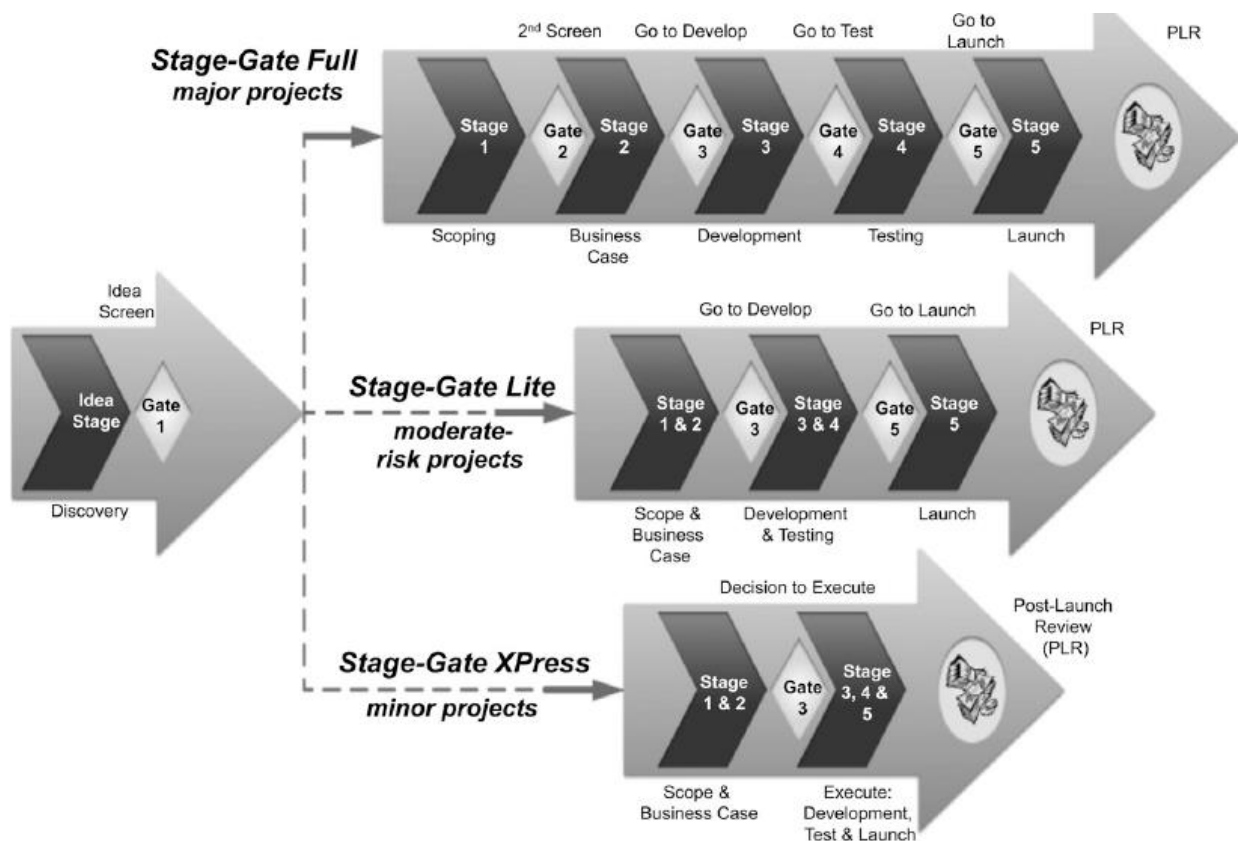 2nd Screen
Go to Develop
Go to Test
Go to
Launch
PLR
Stage-Gate Full
major projects
Stage
1
Gate
2
Stage
2
Gate
3
Stage
3
Gate
4
Stage
4
Gate
5
Stage
5
Scoping
Business
Case
Development
Testing
Launch
Idea
Screen
Idea
Stage
Gate
1
Discovery
Stage-Gate Lite
moderate-
risk projects
Go to Develop
Go to Launch
PLR
Stage
1 & 2
Gate
3
Stage
3 & 4
Gate
5
Stage
5
Scope &
Business
Case
Development
& Testing
Launch
Stage-Gate XPress
minor projects
Decision to Execute
Post-Launch
Review
(PLR)
Stage
1 & 2
Gate
3
Stage
3, 4 &
5
Scope &
Business Case
Execute:
Development,
Test & Launch